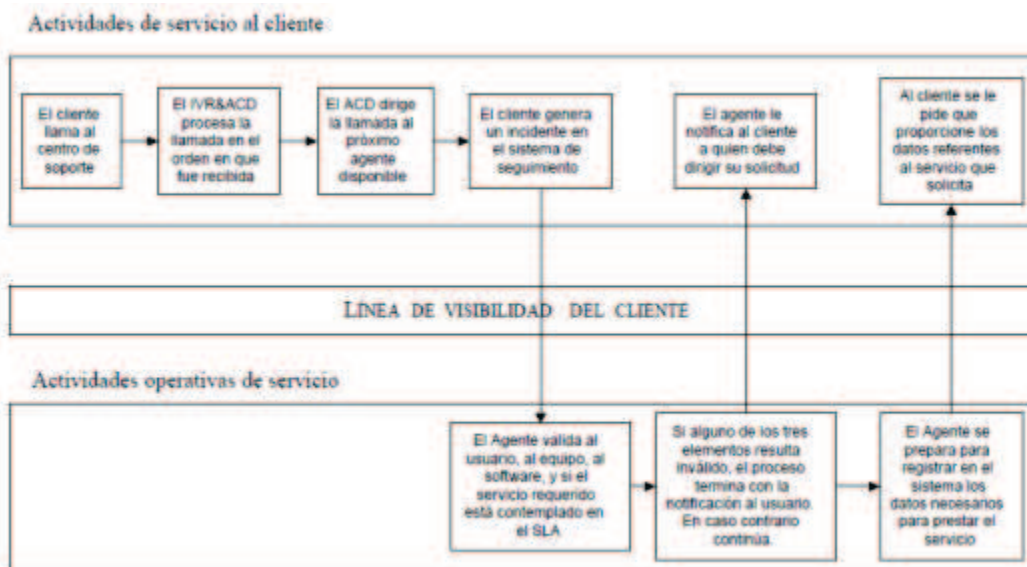 Actividades de servicio al cliente
El cliente
llama al
centro de
soporte
El IVR&ACD
procesa la
llamada en el
orden en que
fue recibida
El ACD dirige
la llamada al
próximo
agente
disponible
El cliente genera
un incidente en
el sistema de
seguimiento
El agente le
notifica al cliente
a quien debe
dirigir su solicitud
Al cliente se le
pide que
proporcione los
datos referentes
al servicio que
solicita
LÍNEA DE VISIBILIDAD DEL CLIENTE
Actividades operativas de servicio
El Agente valida al
usuario, al equipo, al
software, y si el
servicio requerido
está contemplado en
el SLA
Si alguno de los tres
elementos resulta
inválido, el proceso
termina con la
notificación al usuario.
En caso contrario
continúa.
El Agente se
prepara para
registrar en el
sistema los
datos necesarios
para prestar el
servicio